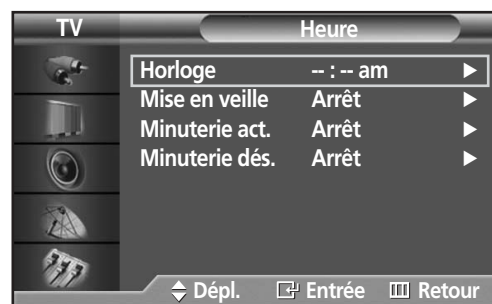 TV Heure
Horloge -- : -- am
Mise en veille Arrêt
Minuterie act. Arrêt
Minuterie dés. Arrêt
Dépl. Entrée Retour